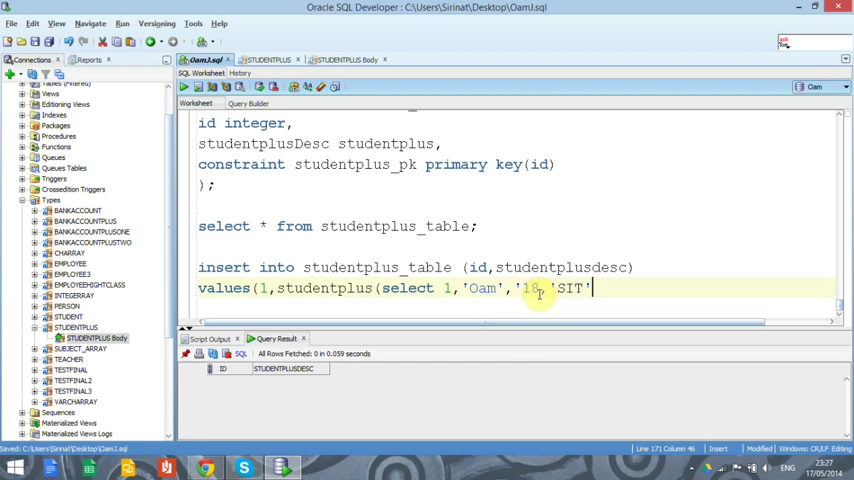 Oracle SQL Developer : C:\Users\Sirinat\Desktop\OamJ.sql
File Edit View Navigate Run Versioning Tools Help
Connections Reports
OamJ.sql STUDENTPLUS STUDENTPLUS Body
SQL Worksheet History
Oam
Worksheet Query Builder
Tables (Filtered)
Views
Editioning Views
Indexes
Packages
Procedures
Functions
Queues
Queues Tables
Triggers
Crossedition Triggers
Types
BANKACCOUNT
BANKACCOUNTPLUS
BANKACCOUNTPLUSONE
BANKACCOUNTPLUSTWO
CHARRAY
EMPLOYEE
EMPLOYEE3
EMPLOYEEHIGHTCLASS
INTEGERRAY
PERSON
STUDENT
STUDENTPLUS
STUDENTPLUS Body
SUBJECT_ARRAY
TEACHER
TESTFINAL
TESTFINAL2
TESTFINAL3
VARCHARRAY
Sequences
Materialized Views
Materialized Views Logs
id integer,
studentplusDesc studentplus,
constraint studentplus_pk primary key(id)
);
select * from studentplus_table;
insert into studentplus_table (id,studentplusdesc)
values(1,studentplus(select 1,'Oam','18,'SIT'
Script Output Query Result
SQL All Rows Fetched: 0 in 0.059 seconds
ID STUDENTPLUSDESC
Saved: C:\Users\Sirinat\Desktop\OamJ.sql
Line 171 Column 46 Insert Modified Windows: CR/LF Editing
ENG
23:27
17/05/2014